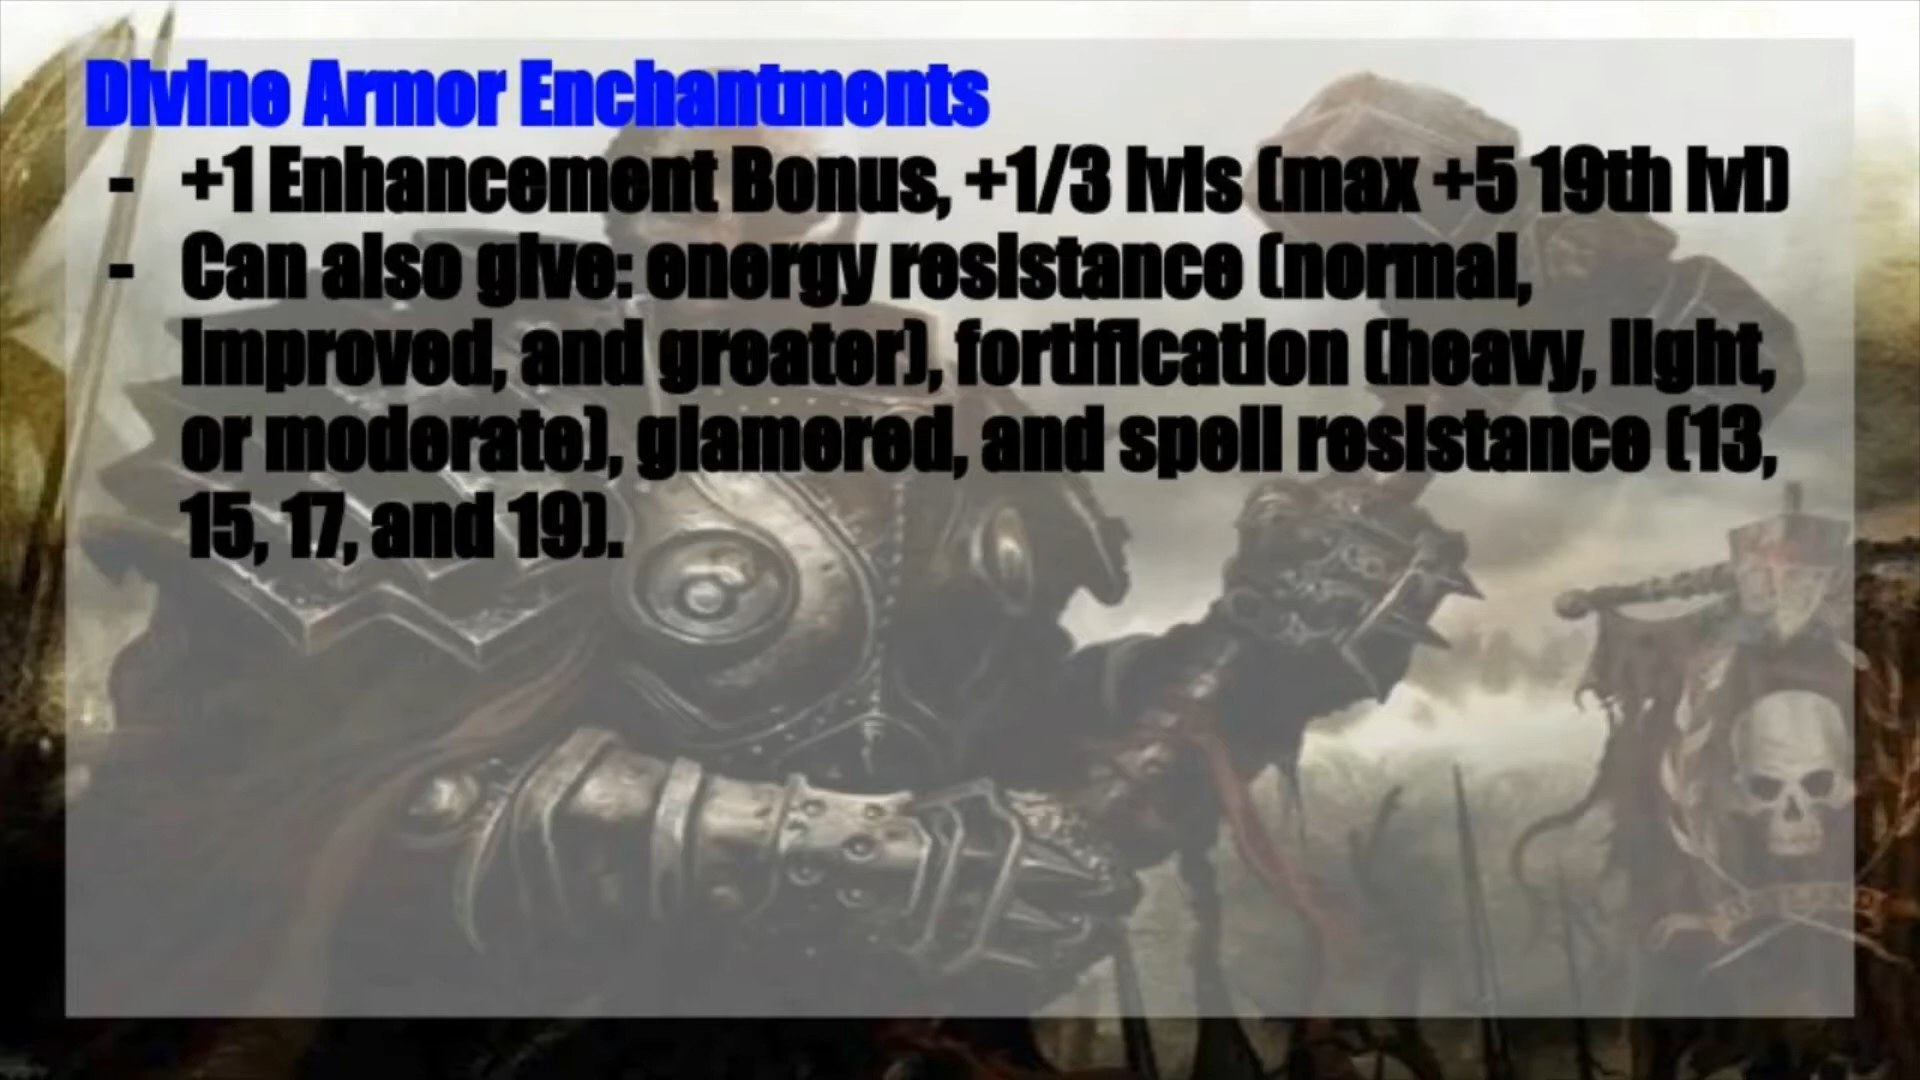 Divine Armor Enchantments
- +1 Enhancement Bonus, +1/3 lvls (max +5 19th lvl)
- Can also give: energy resistance (normal,
improved, and greater), fortification (heavy, light,
or moderate), glamered, and spell resistance (13,
15, 17, and 19).